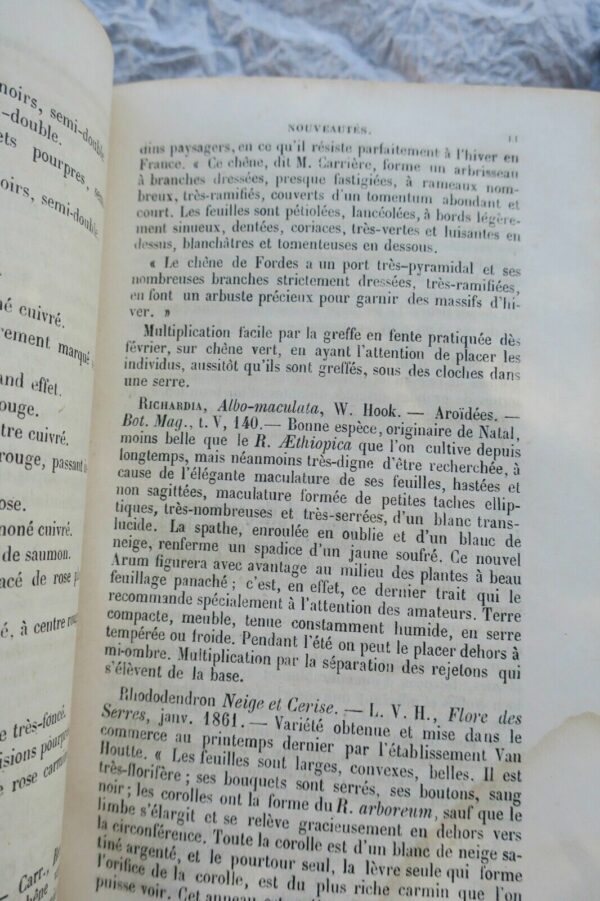 noirs, semi-double
-double.
ets pourpres,
noirs, semi-double
né cuivré.
rement marqué
and effet.
rouge.
tre cuivré.
rouge, passant
ose.
noné cuivré.
de saumon.
acé de rose
é, à centre
e très-foncé.
isions pourpre
e rose carmin
Carr.,
NOUVEAUTÉS. 11
dins paysagers, en ce qu'il résiste parfaitement à l'hiver en
France. « Ce chêne, dit M. Carrière, forme un arbrisseau
à branches dressées, presque fastigiées, à rameaux nom-
breux, très-ramifiés, couverts d'un tomentum abondant et
court. Les feuilles sont pétiolées, lancéolées, à bords légère-
ment sinueux, dentées, coriaces, très-vertes et luisantes en
dessus, blanchâtres et tomenteuses en dessous.
« Le chêne de Fordes a un port très-pyramidal et ses
nombreuses branches strictement dressées, très-ramifiées,
en font un arbuste précieux pour garnir des massifs d'hi-
ver. »
Multiplication facile par la greffe en fente pratiquée dès
février, sur chêne vert, en ayant l'attention de placer les
individus, aussitôt qu'ils sont greffés, sous des cloches dans
une serre.
RICHARDIA, Albo-maculata, W. Hook. — Aroïdées. —
Bot. Mag., t. V, 140. — Bonne espèce, originaire de Natal,
moins belle que le R. Æthiopica que l'on cultive depuis
longtemps, mais néanmoins très-digne d'être recherchée, à
cause de l'élégante maculature de ses feuilles, hastées et
non sagittées, maculature formée de petites taches ellip-
tiques, très-nombreuses et très-serrées, d'un blanc trans-
lucide. La spathe, enroulée en oublie et d'un blanc de
neige, renferme un spadice d'un jaune soufré. Ce nouvel
Arum figurera avec avantage au milieu des plantes à beau
feuillage panaché ; c'est, en effet, ce dernier trait qui le
recommande spécialement à l'attention des amateurs. Terre
compacte, meuble, tenue constamment humide, en serre
tempérée ou froide. Pendant l'été on peut le placer dehors à
mi-ombre. Multiplication par la séparation des rejetons qui
s'élèvent de la base.
Rhododendron Neige et Cerise. — L. V. H., Flore des
Serres, janv. 1861. — Variété obtenue et mise dans le
commerce au printemps dernier par l'établissement Van
Houtte. « Les feuilles sont larges, convexes, belles. Il est
très-florifère ; ses bouquets sont serrés, ses boutons, sang
noir ; les corolles ont la forme du R. arboreum, sauf que le
limbe s'élargit et se relève gracieusement en dehors vers
la circonférence. Toute la corolle est d'un blanc de neige sa-
tiné argenté, et le pourtour seul, la lèvre seule qui forme
l'orifice de la corolle, est du plus riche carmin que l'on
puisse voir. Cet anneau est